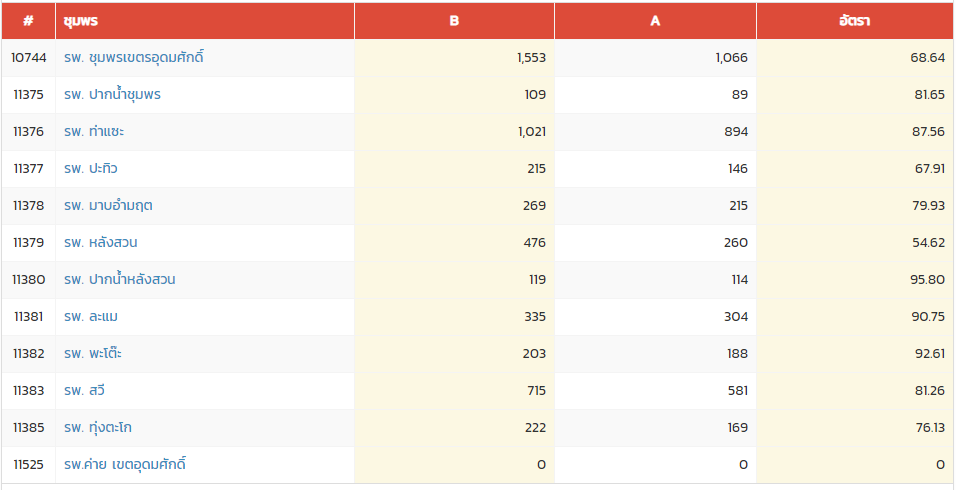 # ชุมพร B A อัตรา
10744 รพ. ชุมพรเขตรอุดมศักดิ์ 1,553 1,066 68.64
11375 รพ. ปากน้ำชุมพร 109 89 81.65
11376 รพ. ท่าแซะ 1,021 894 87.56
11377 รพ. ปะทิว 215 146 67.91
11378 รพ. มาบอำมฤต 269 215 79.93
11379 รพ. หลังสวน 476 260 54.62
11380 รพ. ปากน้ำหลังสวน 119 114 95.80
11381 รพ. ละแม 335 304 90.75
11382 รพ. พะโต๊ะ 203 188 92.61
11383 รพ. สวี 715 581 81.26
11385 รพ. ทุ่งตะโก 222 169 76.13
11525 รพ.ค่าย เขตอุดมศักดิ์ 0 0 0